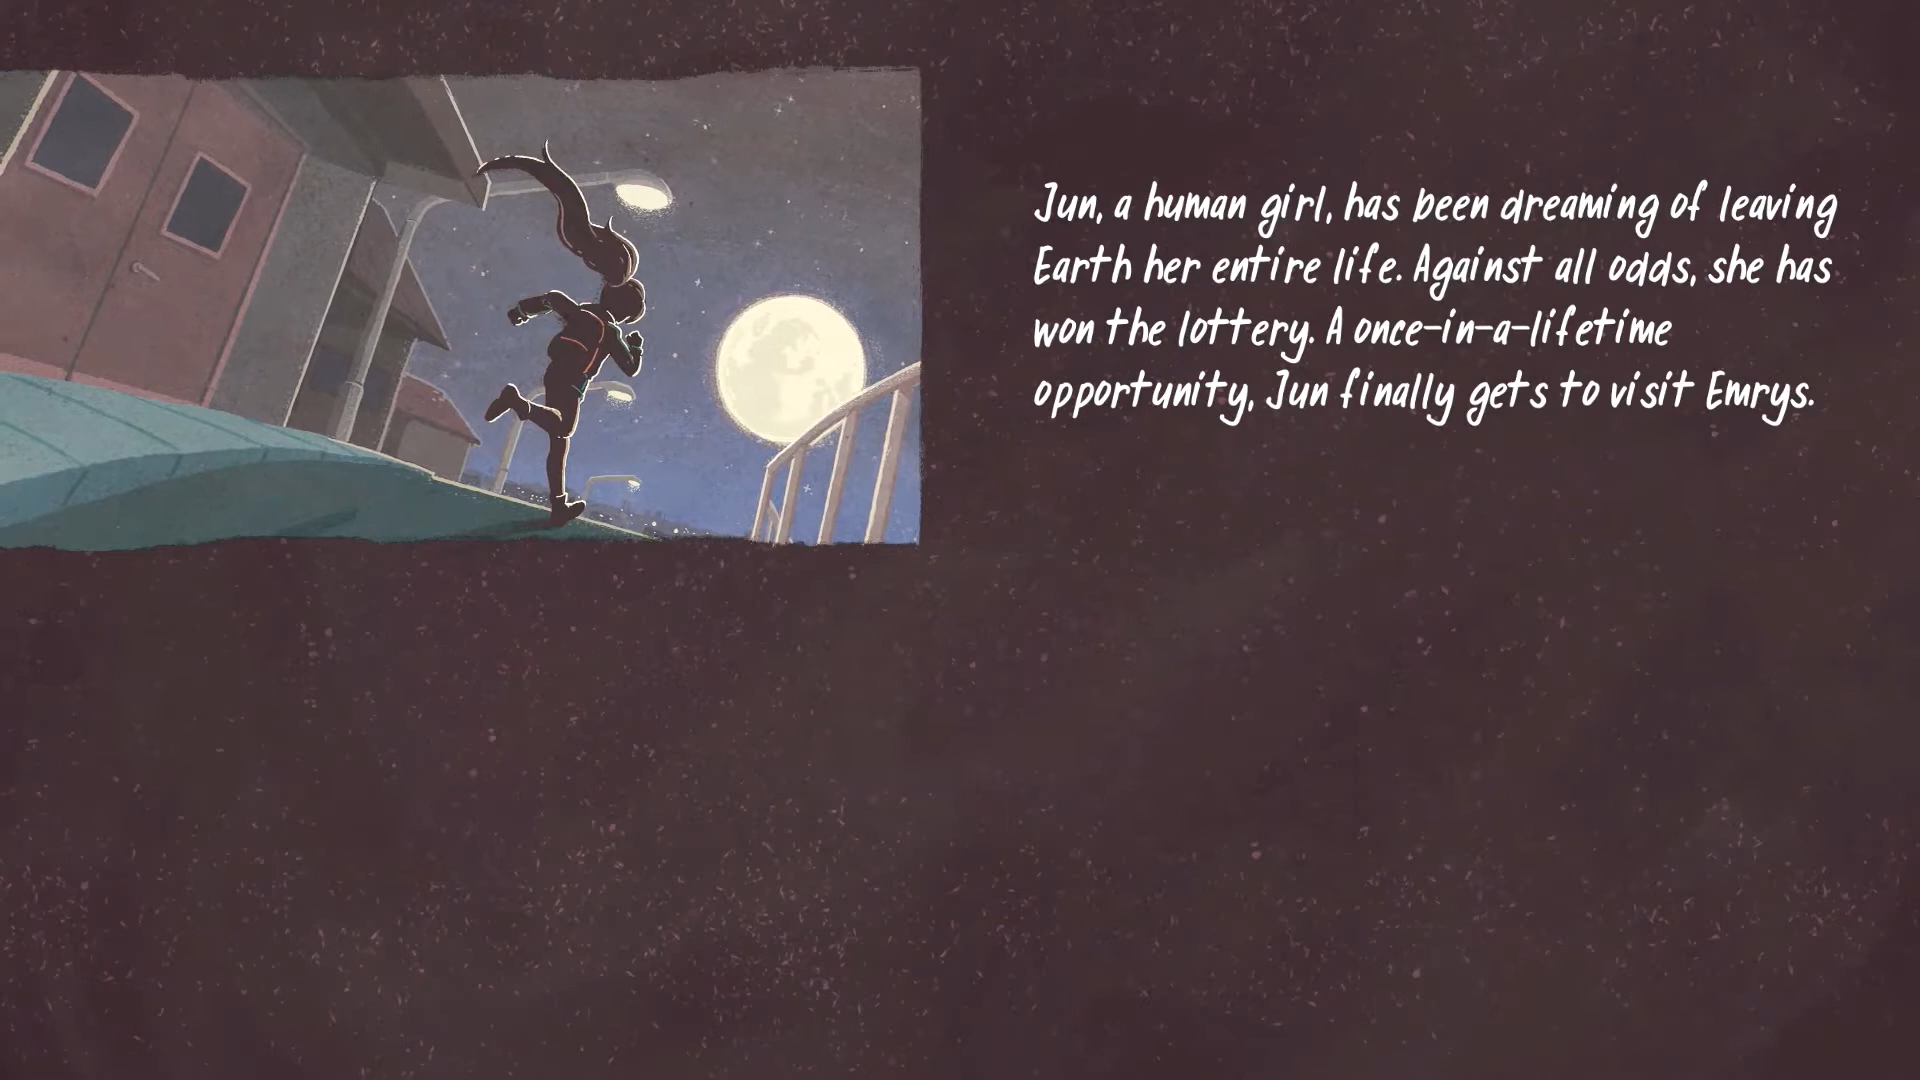 Jun, a human girl, has been dreaming of leaving
Earth her entire life. Against all odds, she has
won the lottery. A once-in-a-lifetime
opportunity, Jun finally gets to visit Emrys.